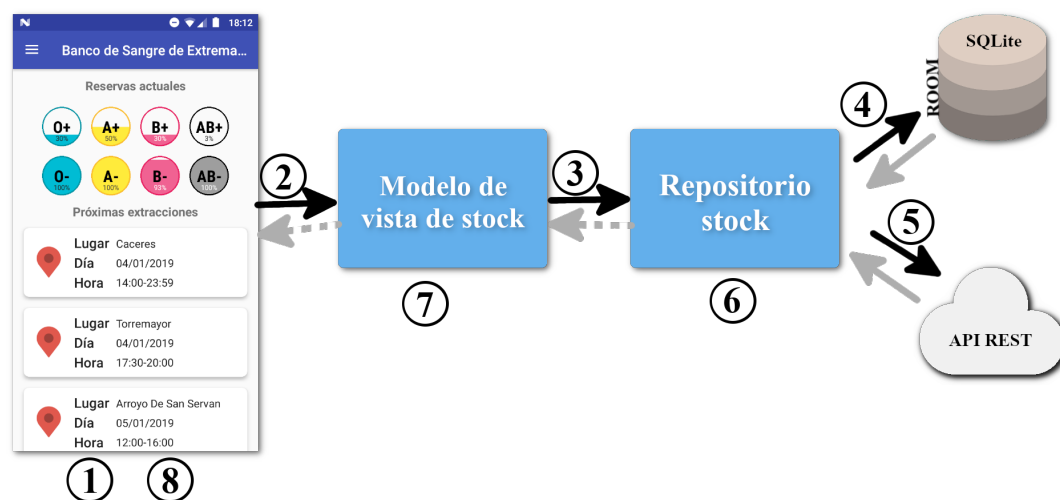 18:12
Banco de Sangre de Extrema...
Reservas actuales
O+ A+ B+ AB+
30% 50% 30% 3%
O- A- B- AB-
100% 100% 93% 100%
Próximas extracciones
Lugar Caceres
Día 04/01/2019
Hora 14:00-23:59
Lugar Torremayor
Día 04/01/2019
Hora 17:30-20:00
Lugar Arroyo De San Servan
Día 05/01/2019
Hora 12:00-16:00
1 8
2
Modelo de
vista de stock
7
3
Repositorio
stock
6
4
ROOM
SQLite
5
API REST